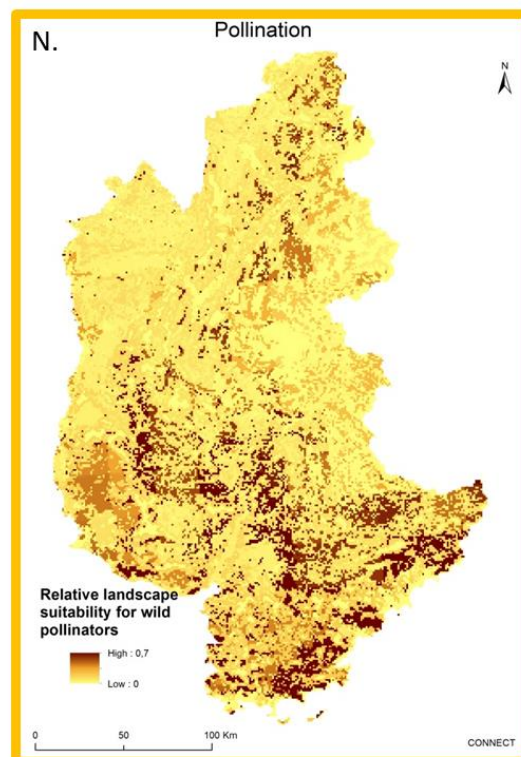 N.
Pollination
N
Relative landscape
suitability for wild
pollinators
High : 0,7
Low : 0
0 50 100 Km
CONNECT